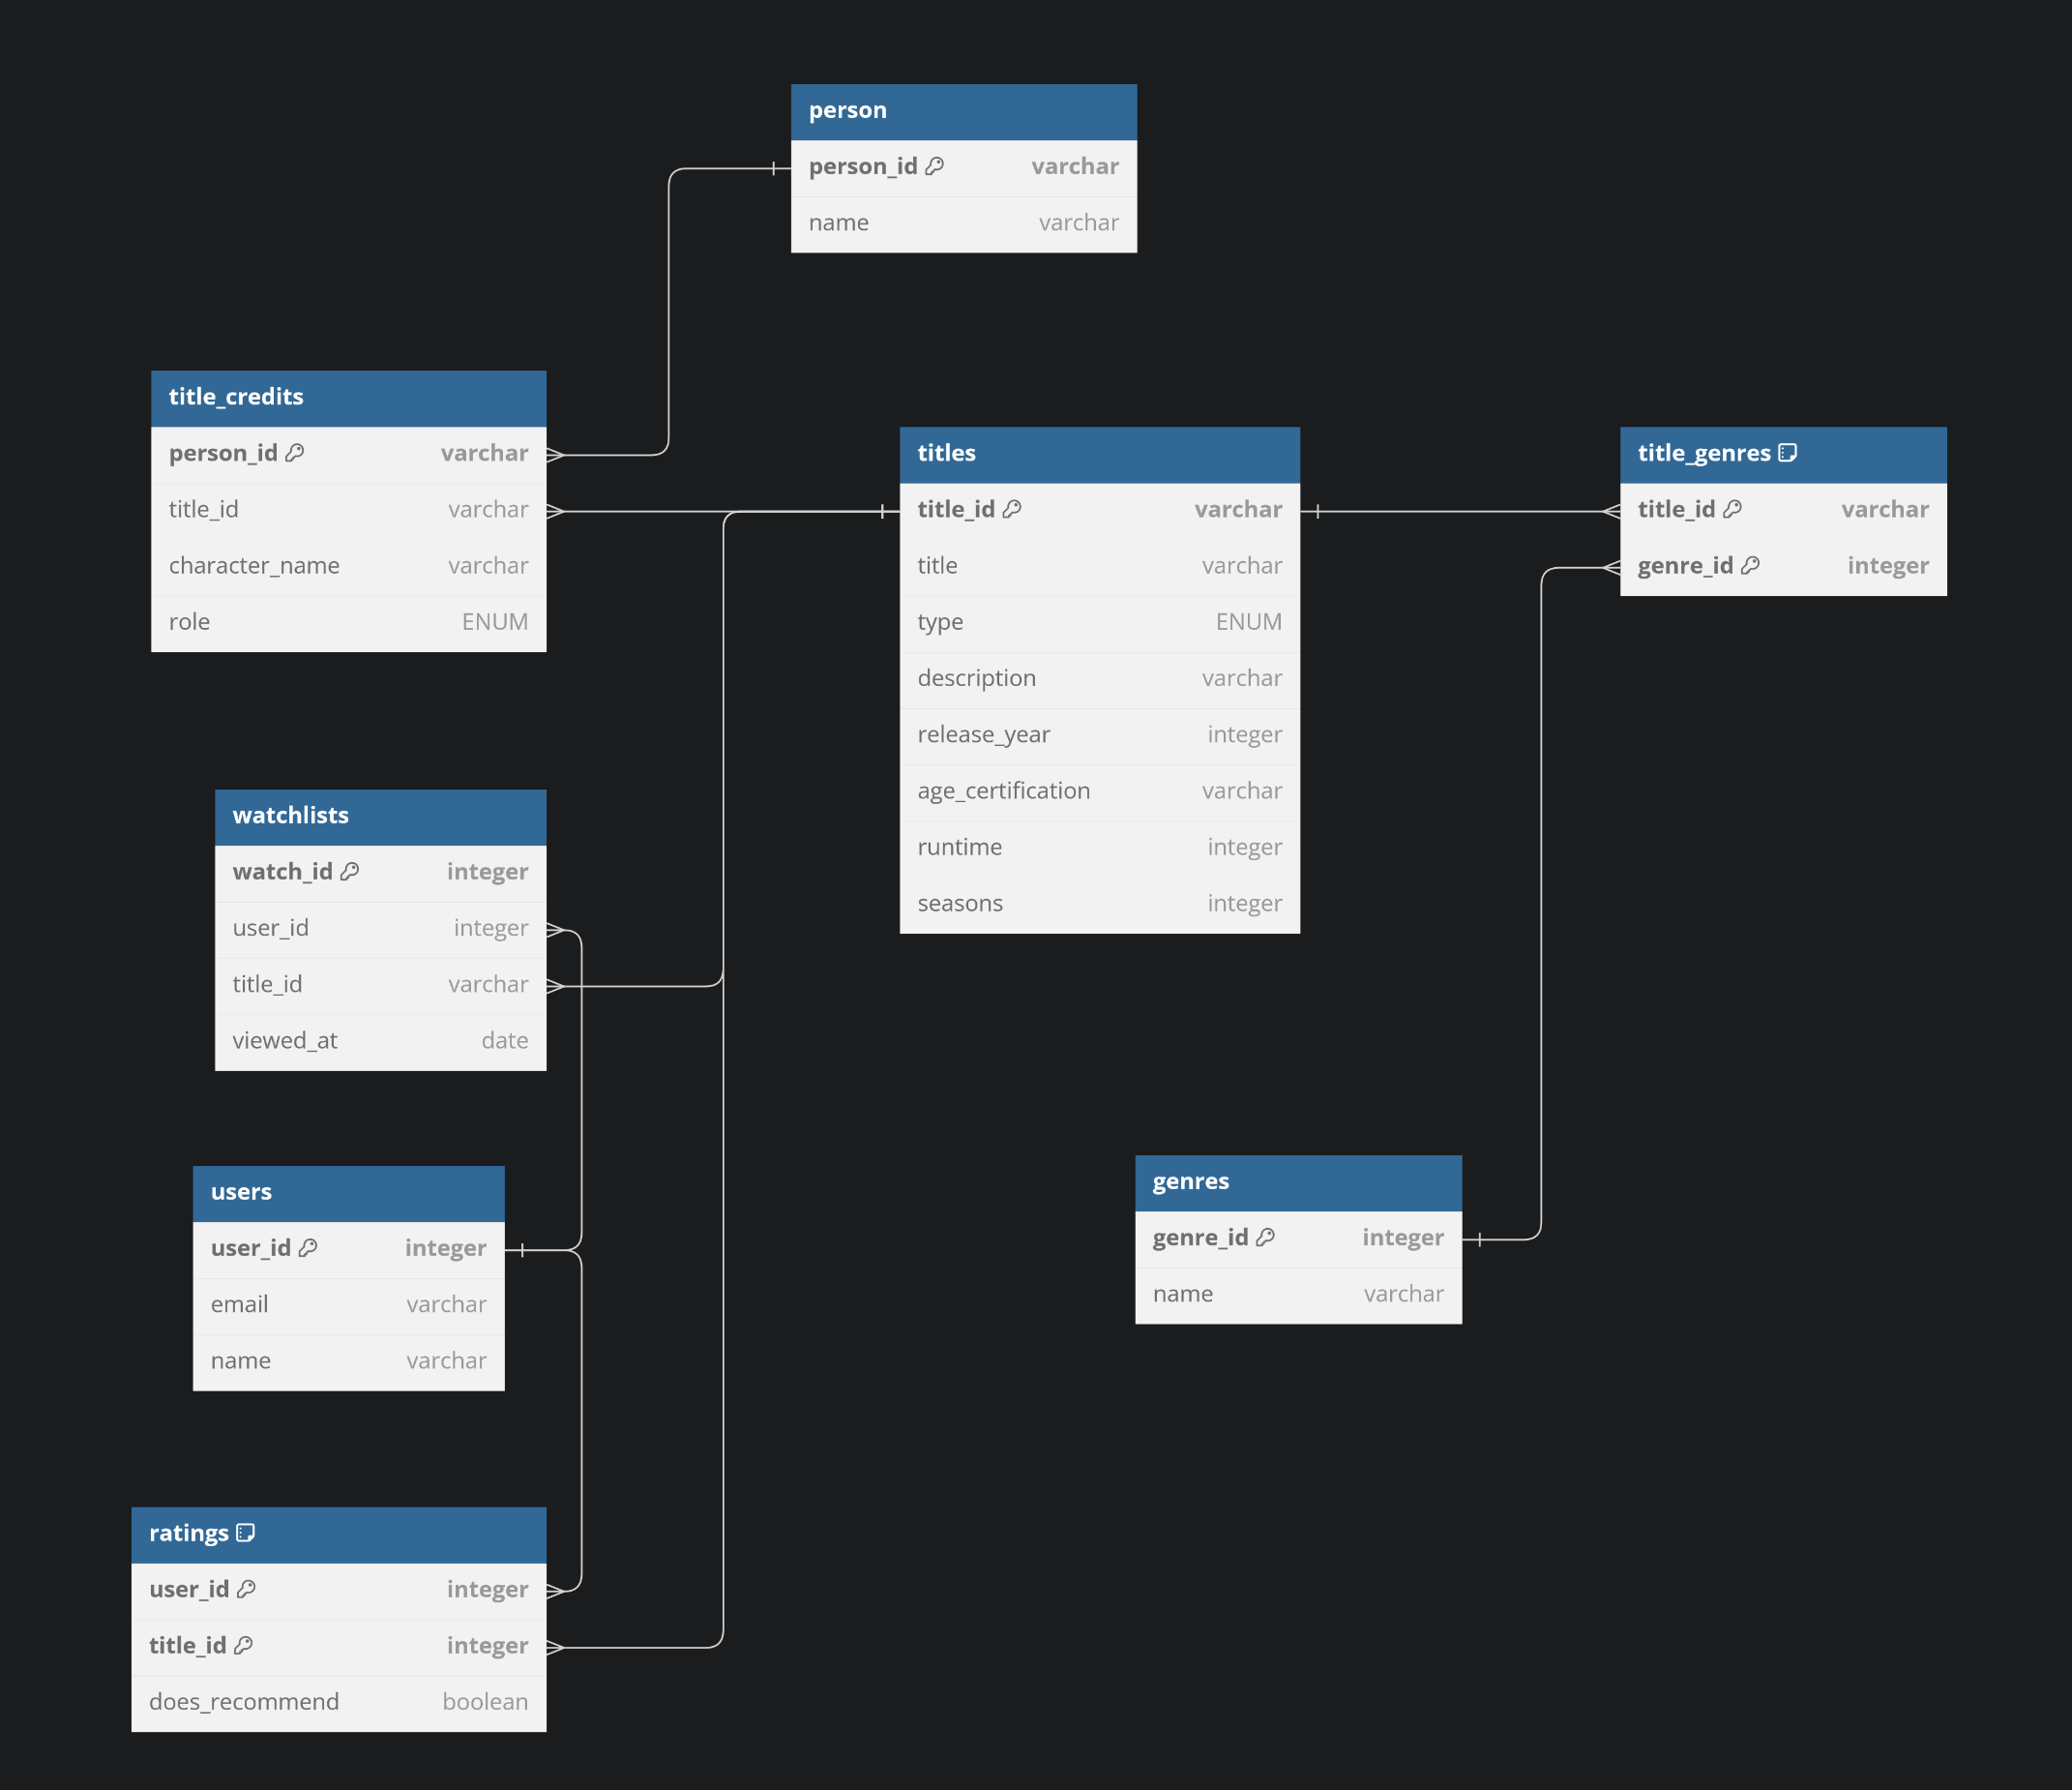 person
person_id varchar
name varchar
title_credits
person_id varchar
title_id varchar
character_name varchar
role ENUM
titles
title_id varchar
title varchar
type ENUM
description varchar
release_year integer
age_certification varchar
runtime integer
seasons integer
title_genres
title_id varchar
genre_id integer
watchlists
watch_id integer
user_id integer
title_id varchar
viewed_at date
users
user_id integer
email varchar
name varchar
genres
genre_id integer
name varchar
ratings
user_id integer
title_id integer
does_recommend boolean